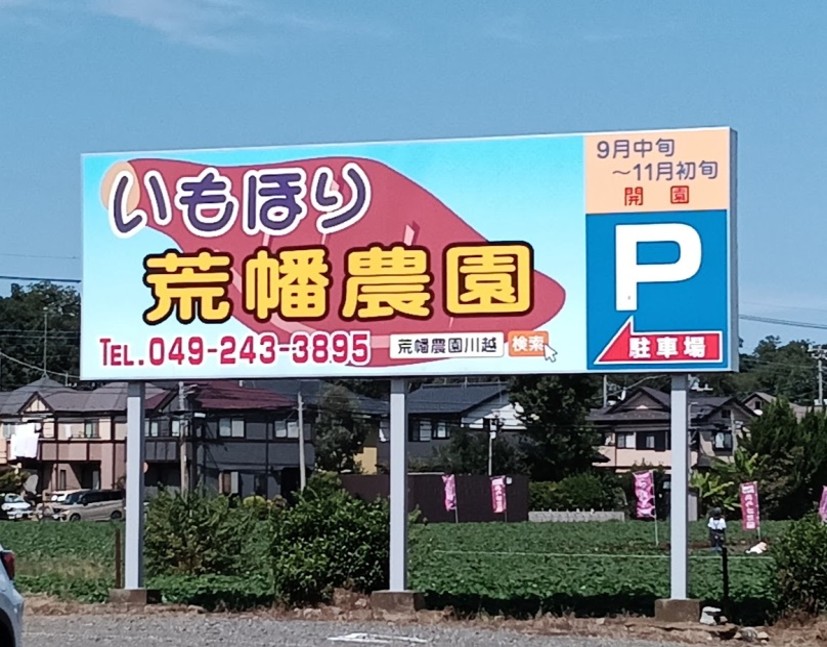 いもほり
荒幡農園
TEL.049-243-3895
荒幡農園川越 検索
9月中旬
～11月初旬
開園
P
駐車場